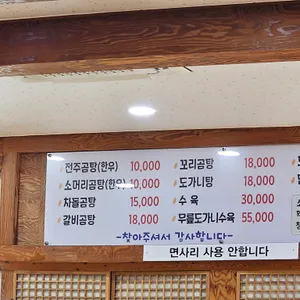 전주곰탕(한우) 10,000
소머리곰탕(한우) 10,000
차돌곰탕 15,000
갈비곰탕 18,000
꼬리곰탕 18,000
도가니탕 18,000
수육 30,000
무릎도가니수육 55,000
-찾아주셔서 감사합니다-
면사리 사용 안합니다